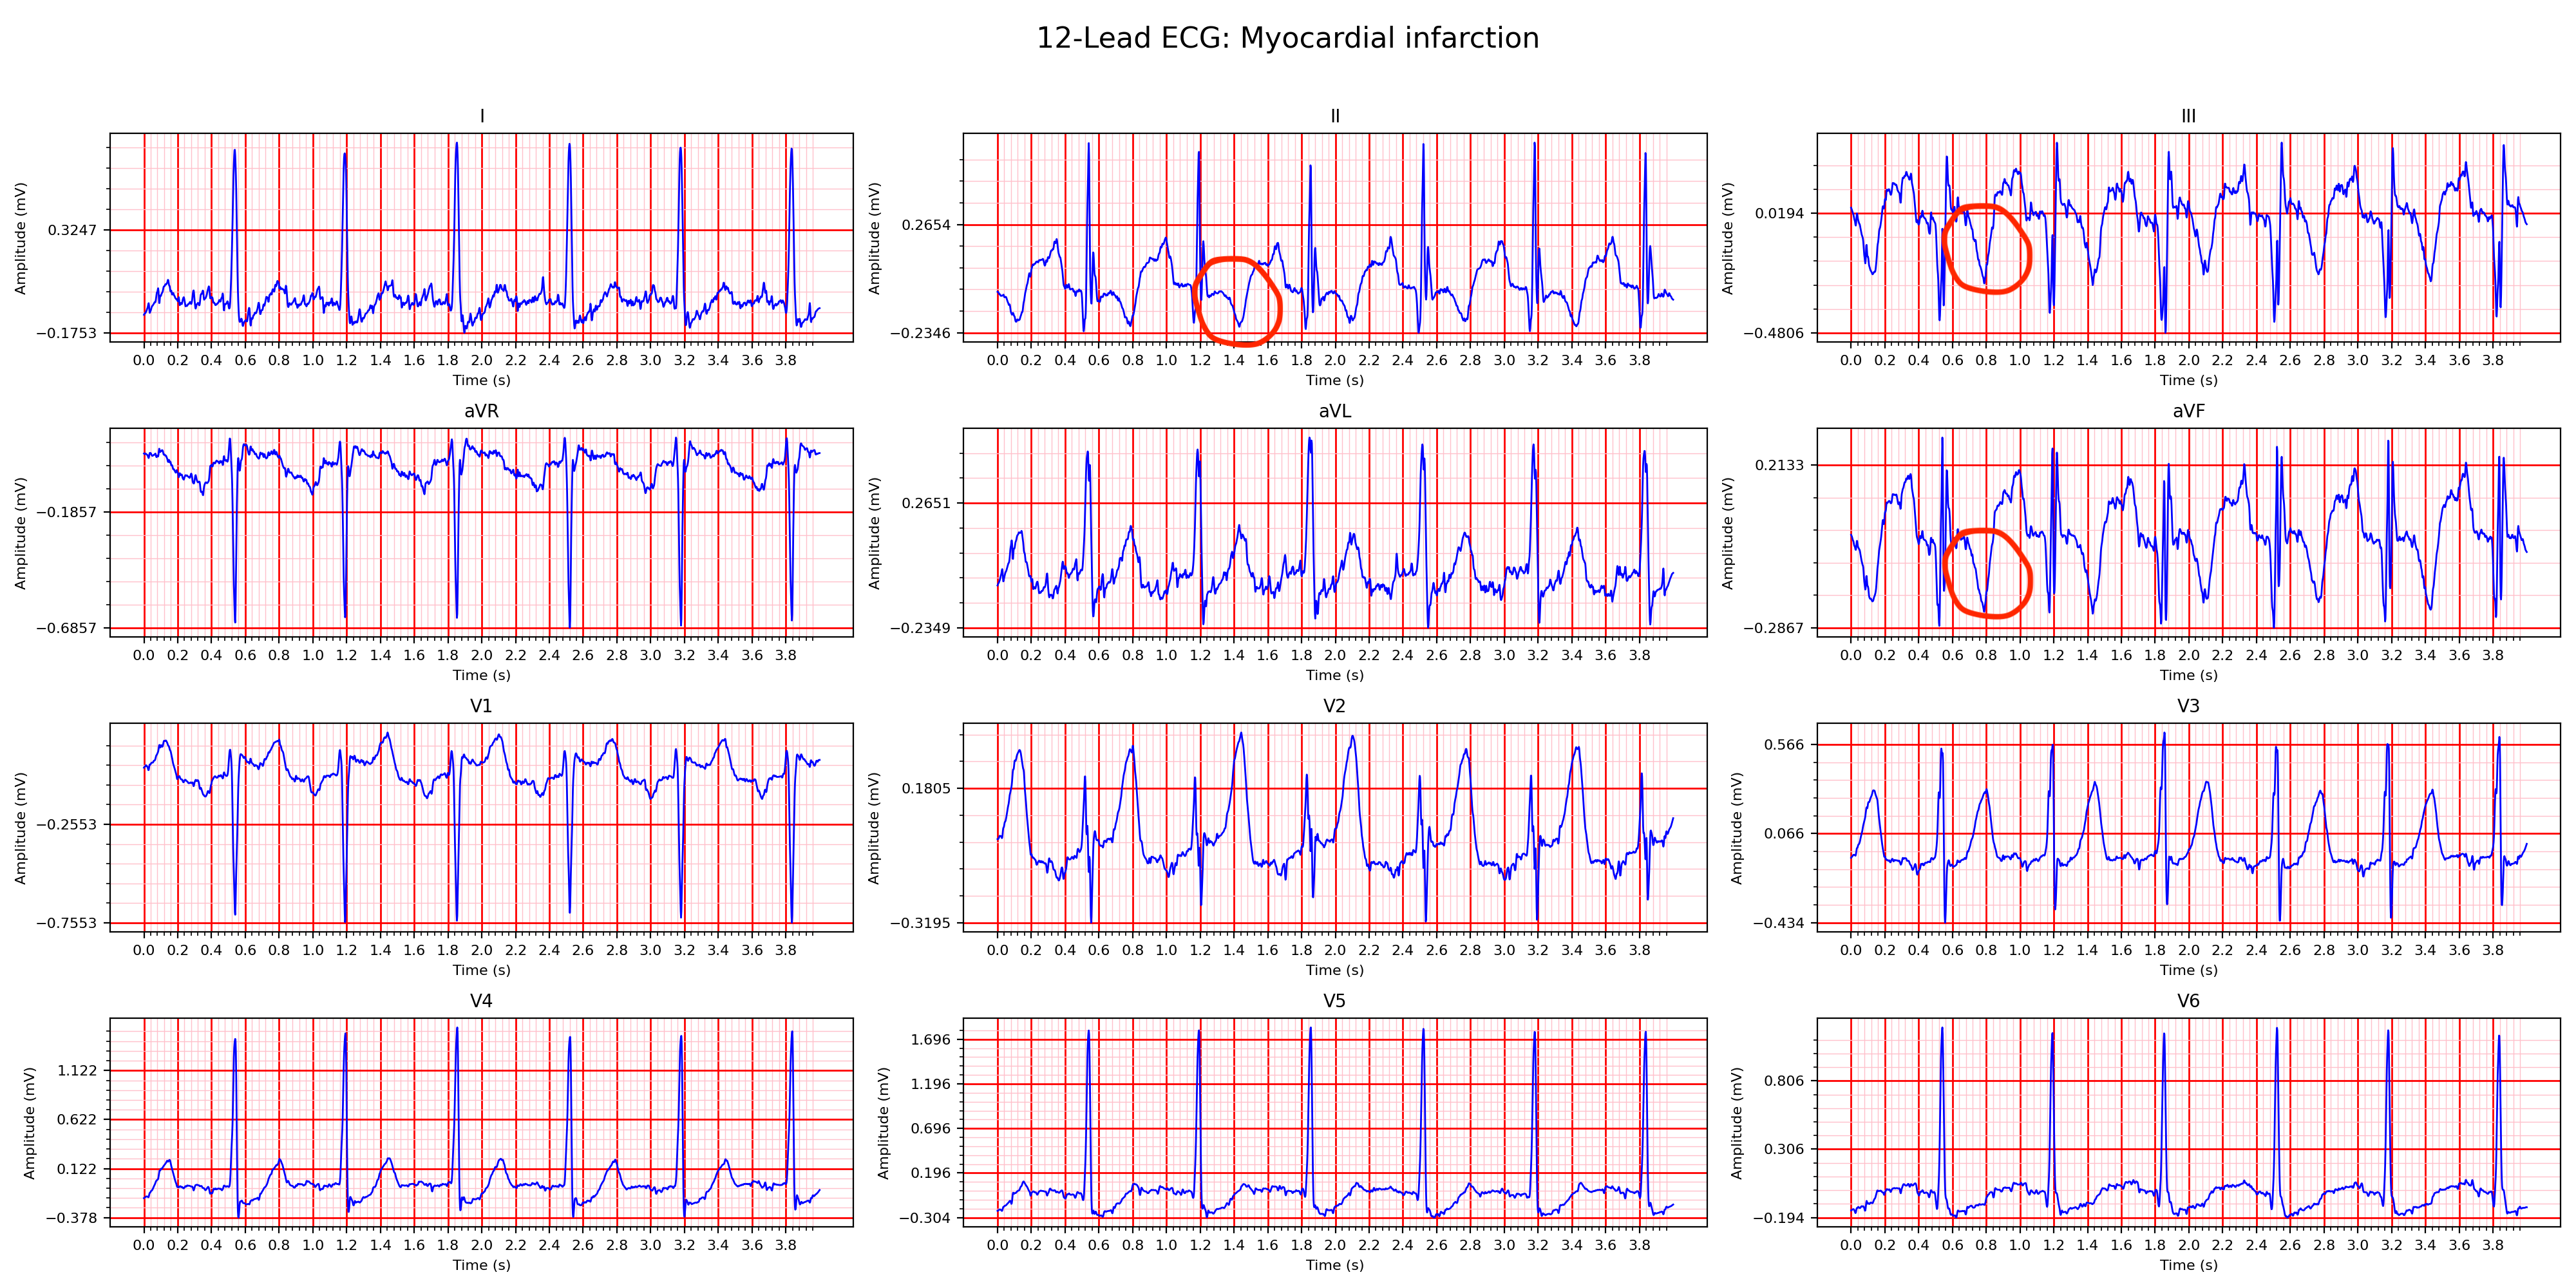 12-Lead ECG: Myocardial infarction
I
II
III
Amplitude (mV)
0.3247
−0.1753
0.0 0.2 0.4 0.6 0.8 1.0 1.2 1.4 1.6 1.8 2.0 2.2 2.4 2.6 2.8 3.0 3.2 3.4 3.6 3.8
Time (s)
Amplitude (mV)
0.2654
−0.2346
0.0 0.2 0.4 0.6 0.8 1.0 1.2 1.4 1.6 1.8 2.0 2.2 2.4 2.6 2.8 3.0 3.2 3.4 3.6 3.8
Time (s)
Amplitude (mV)
0.0194
−0.4806
0.0 0.2 0.4 0.6 0.8 1.0 1.2 1.4 1.6 1.8 2.0 2.2 2.4 2.6 2.8 3.0 3.2 3.4 3.6 3.8
Time (s)
aVR
aVL
aVF
Amplitude (mV)
−0.1857
−0.6857
0.0 0.2 0.4 0.6 0.8 1.0 1.2 1.4 1.6 1.8 2.0 2.2 2.4 2.6 2.8 3.0 3.2 3.4 3.6 3.8
Time (s)
Amplitude (mV)
0.2651
−0.2349
0.0 0.2 0.4 0.6 0.8 1.0 1.2 1.4 1.6 1.8 2.0 2.2 2.4 2.6 2.8 3.0 3.2 3.4 3.6 3.8
Time (s)
Amplitude (mV)
0.2133
−0.2867
0.0 0.2 0.4 0.6 0.8 1.0 1.2 1.4 1.6 1.8 2.0 2.2 2.4 2.6 2.8 3.0 3.2 3.4 3.6 3.8
Time (s)
V1
V2
V3
Amplitude (mV)
−0.2553
−0.7553
0.0 0.2 0.4 0.6 0.8 1.0 1.2 1.4 1.6 1.8 2.0 2.2 2.4 2.6 2.8 3.0 3.2 3.4 3.6 3.8
Time (s)
Amplitude (mV)
0.1805
−0.3195
0.0 0.2 0.4 0.6 0.8 1.0 1.2 1.4 1.6 1.8 2.0 2.2 2.4 2.6 2.8 3.0 3.2 3.4 3.6 3.8
Time (s)
Amplitude (mV)
0.566
0.066
−0.434
0.0 0.2 0.4 0.6 0.8 1.0 1.2 1.4 1.6 1.8 2.0 2.2 2.4 2.6 2.8 3.0 3.2 3.4 3.6 3.8
Time (s)
V4
V5
V6
Amplitude (mV)
1.122
0.622
0.122
−0.378
0.0 0.2 0.4 0.6 0.8 1.0 1.2 1.4 1.6 1.8 2.0 2.2 2.4 2.6 2.8 3.0 3.2 3.4 3.6 3.8
Time (s)
Amplitude (mV)
1.696
1.196
0.696
0.196
−0.304
0.0 0.2 0.4 0.6 0.8 1.0 1.2 1.4 1.6 1.8 2.0 2.2 2.4 2.6 2.8 3.0 3.2 3.4 3.6 3.8
Time (s)
Amplitude (mV)
0.806
0.306
−0.194
0.0 0.2 0.4 0.6 0.8 1.0 1.2 1.4 1.6 1.8 2.0 2.2 2.4 2.6 2.8 3.0 3.2 3.4 3.6 3.8
Time (s)